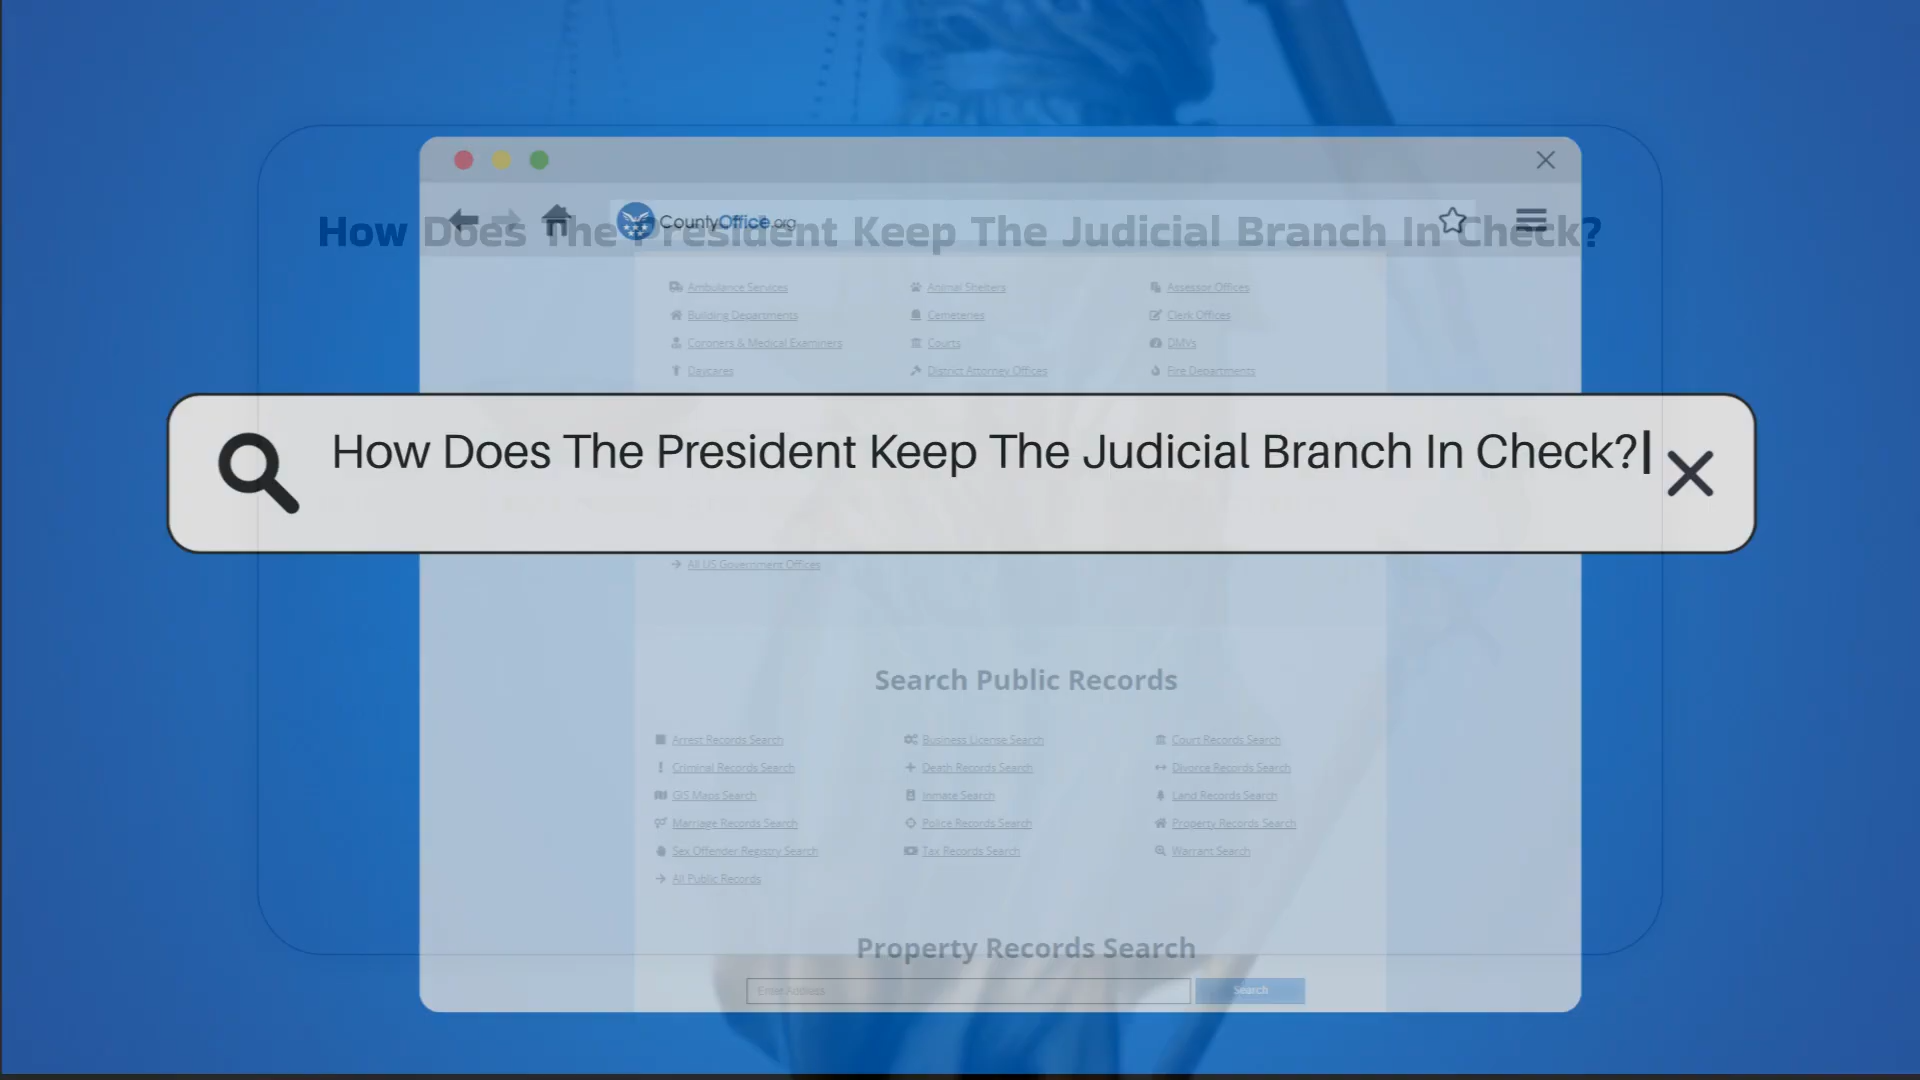 CountyOffice.org
How Does The President Keep The Judicial Branch In Check?
Ambulance Services Animal Shelters Assessor Offices
Building Departments Cemeteries Clerk Offices
Coroners & Medical Examiners Courts DMVs
Daycares District Attorney Offices Fire Departments
How Does The President Keep The Judicial Branch In Check?
All US Government Offices
Search Public Records
Arrest Records Search Business License Search Court Records Search
Criminal Records Search Death Records Search Divorce Records Search
GIS Maps Search Inmate Search Land Records Search
Marriage Records Search Police Records Search Property Records Search
Sex Offender Registry Search Tax Records Search Warrant Search
All Public Records
Property Records Search
Enter Address Search